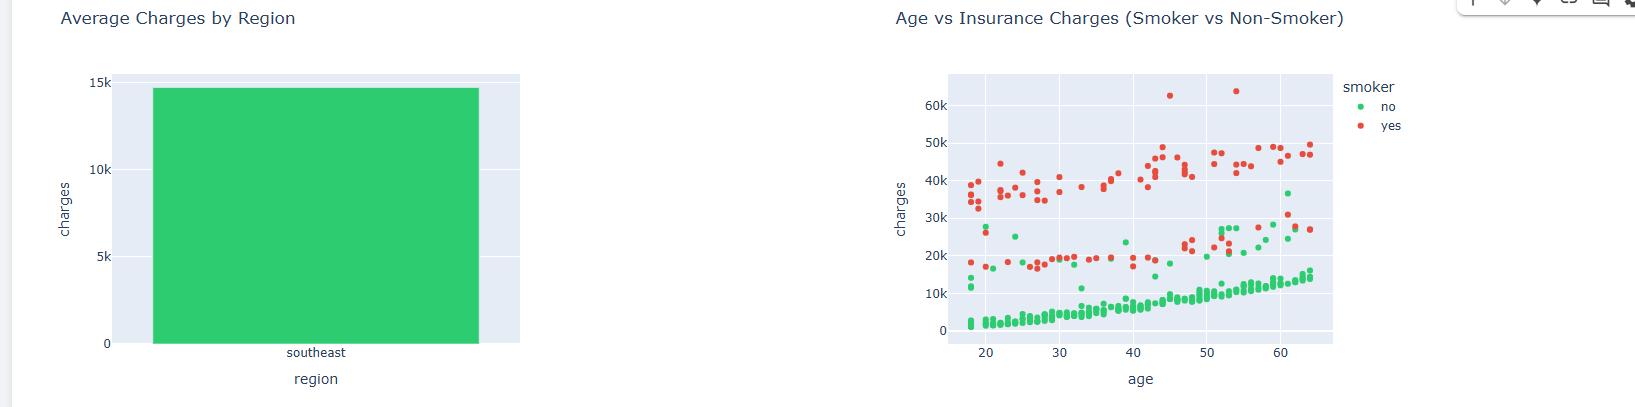 Average Charges by Region
15k
10k
5k
0
charges
southeast
region
Age vs Insurance Charges (Smoker vs Non-Smoker)
60k
50k
40k
30k
20k
10k
0
charges
20 30 40 50 60
age
smoker
no
yes